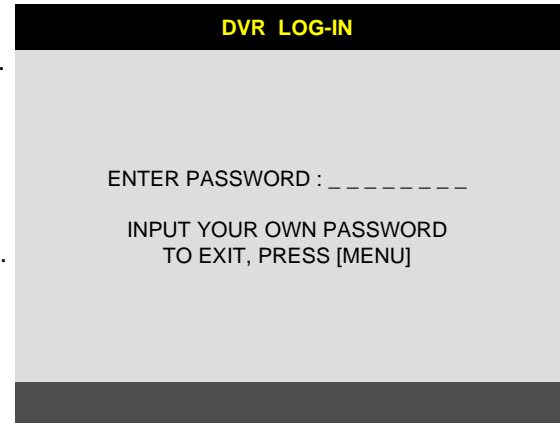 DVR LOG-IN
ENTER PASSWORD : _ _ _ _ _ _ _ _
INPUT YOUR OWN PASSWORD
TO EXIT, PRESS [MENU]